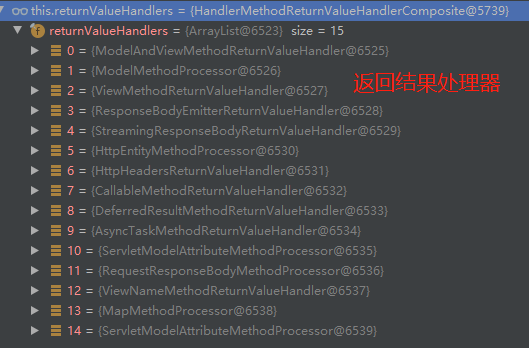 this.returnValueHandlers = {HandlerMethodReturnValueHandlerComposite@5739}
f returnValueHandlers = {ArrayList@6523} size = 15
0 = {ModelAndViewMethodReturnValueHandler@6525}
1 = {ModelMethodProcessor@6526}
返回结果处理器
2 = {ViewMethodReturnValueHandler@6527}
3 = {ResponseBodyEmitterReturnValueHandler@6528}
4 = {StreamingResponseBodyReturnValueHandler@6529}
5 = {HttpEntityMethodProcessor@6530}
6 = {HttpHeadersReturnValueHandler@6531}
7 = {CallableMethodReturnValueHandler@6532}
8 = {DeferredResultMethodReturnValueHandler@6533}
9 = {AsyncTaskMethodReturnValueHandler@6534}
10 = {ServletModelAttributeMethodProcessor@6535}
11 = {RequestResponseBodyMethodProcessor@6536}
12 = {ViewNameMethodReturnValueHandler@6537}
13 = {MapMethodProcessor@6538}
14 = {ServletModelAttributeMethodProcessor@6539}